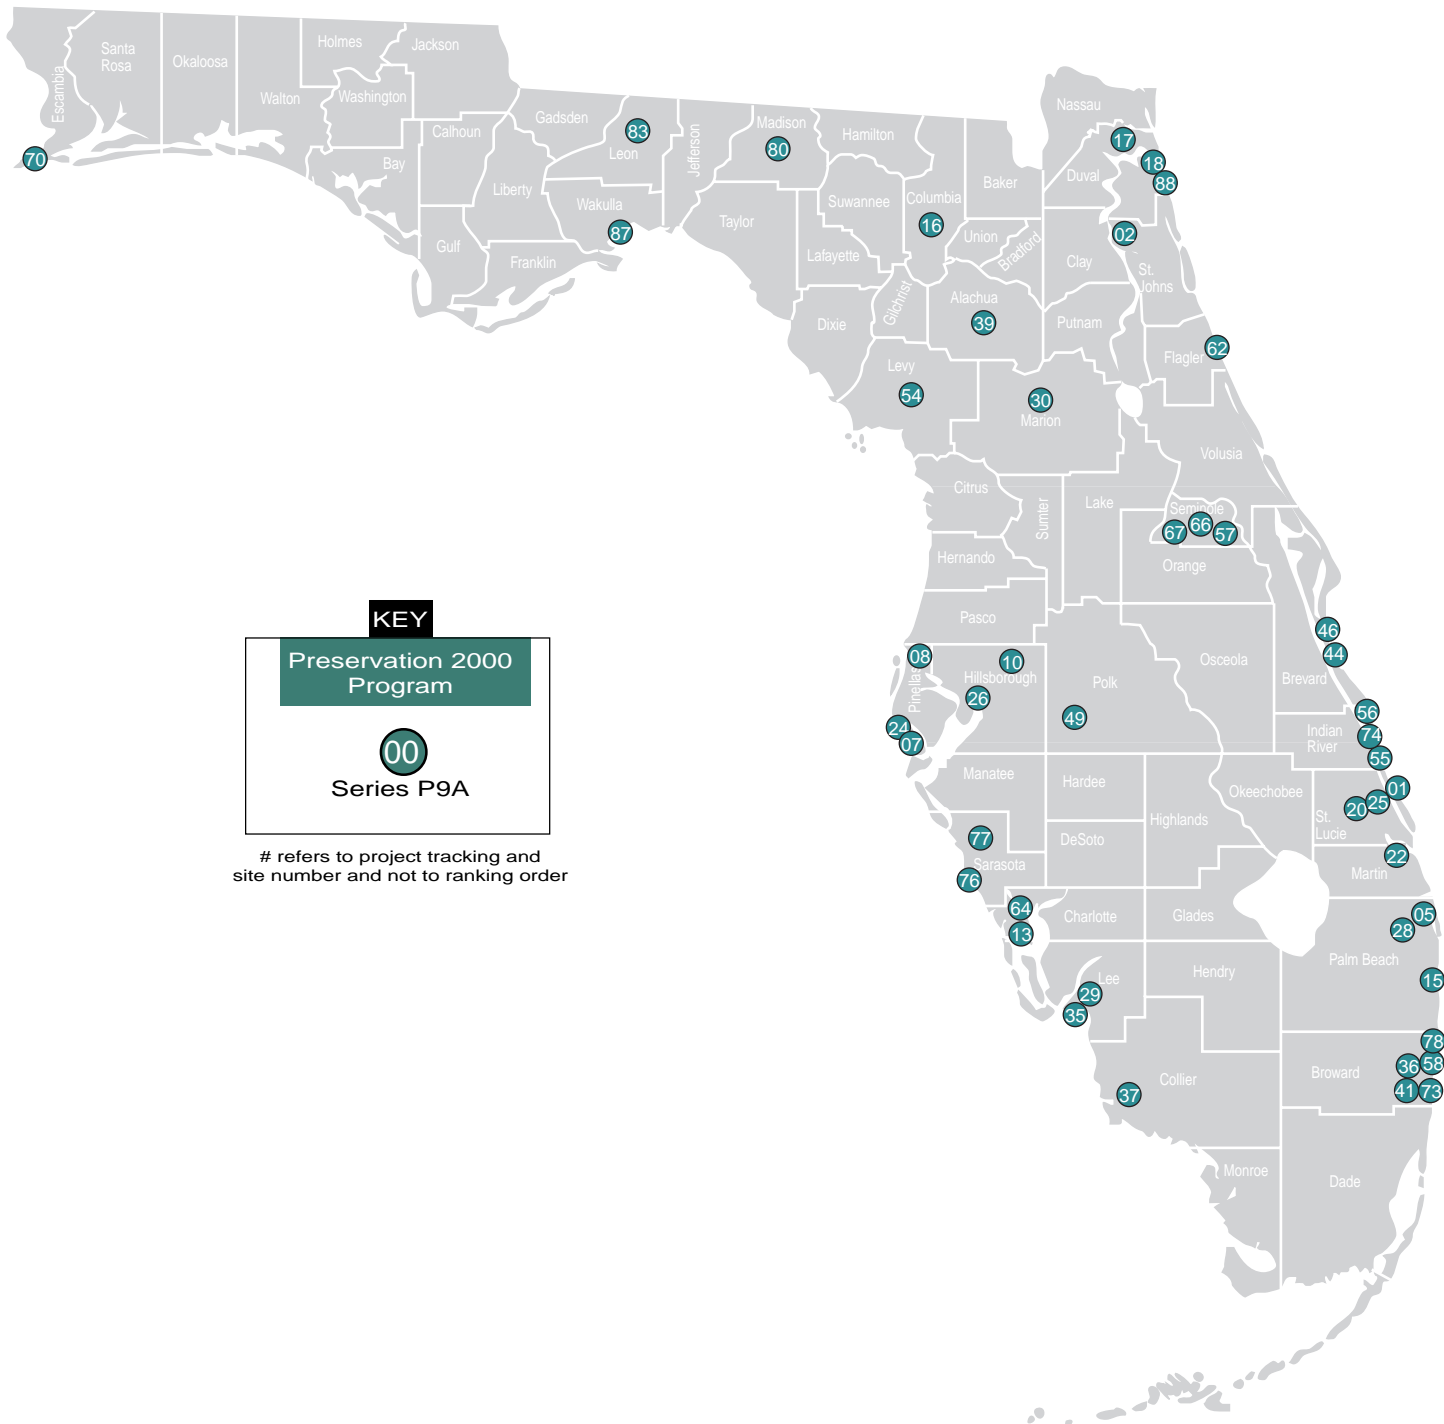 Escambia
Santa
Rosa
Okaloosa
Walton
Holmes
Jackson
Washington
Calhoun
Bay
Gulf
Liberty
Gadsden
Franklin
Leon
Wakulla
Jefferson
Madison
Taylor
Hamilton
Suwannee
Lafayette
Dixie
Columbia
Gilchrist
Baker
Union
Bradford
Alachua
Levy
Nassau
Duval
Clay
St.
Johns
Putnam
Flagler
Marion
Volusia
Citrus
Sumter
Lake
Seminole
Orange
Hernando
Pasco
Pinellas
Hillsborough
Polk
Osceola
Brevard
Indian
River
Manatee
Hardee
Highlands
Okeechobee
St.
Lucie
Sarasota
DeSoto
Martin
Charlotte
Glades
Palm Beach
Lee
Hendry
Collier
Broward
Monroe
Dade
70
83
80
87
16
17
18
88
02
39
62
54
30
67
66
57
46
44
08
10
26
49
24
07
56
74
55
01
25
20
22
77
76
64
13
05
28
15
29
35
78
36
58
41
73
37
KEY
Preservation 2000
Program
00
Series P9A
# refers to project tracking and
site number and not to ranking order